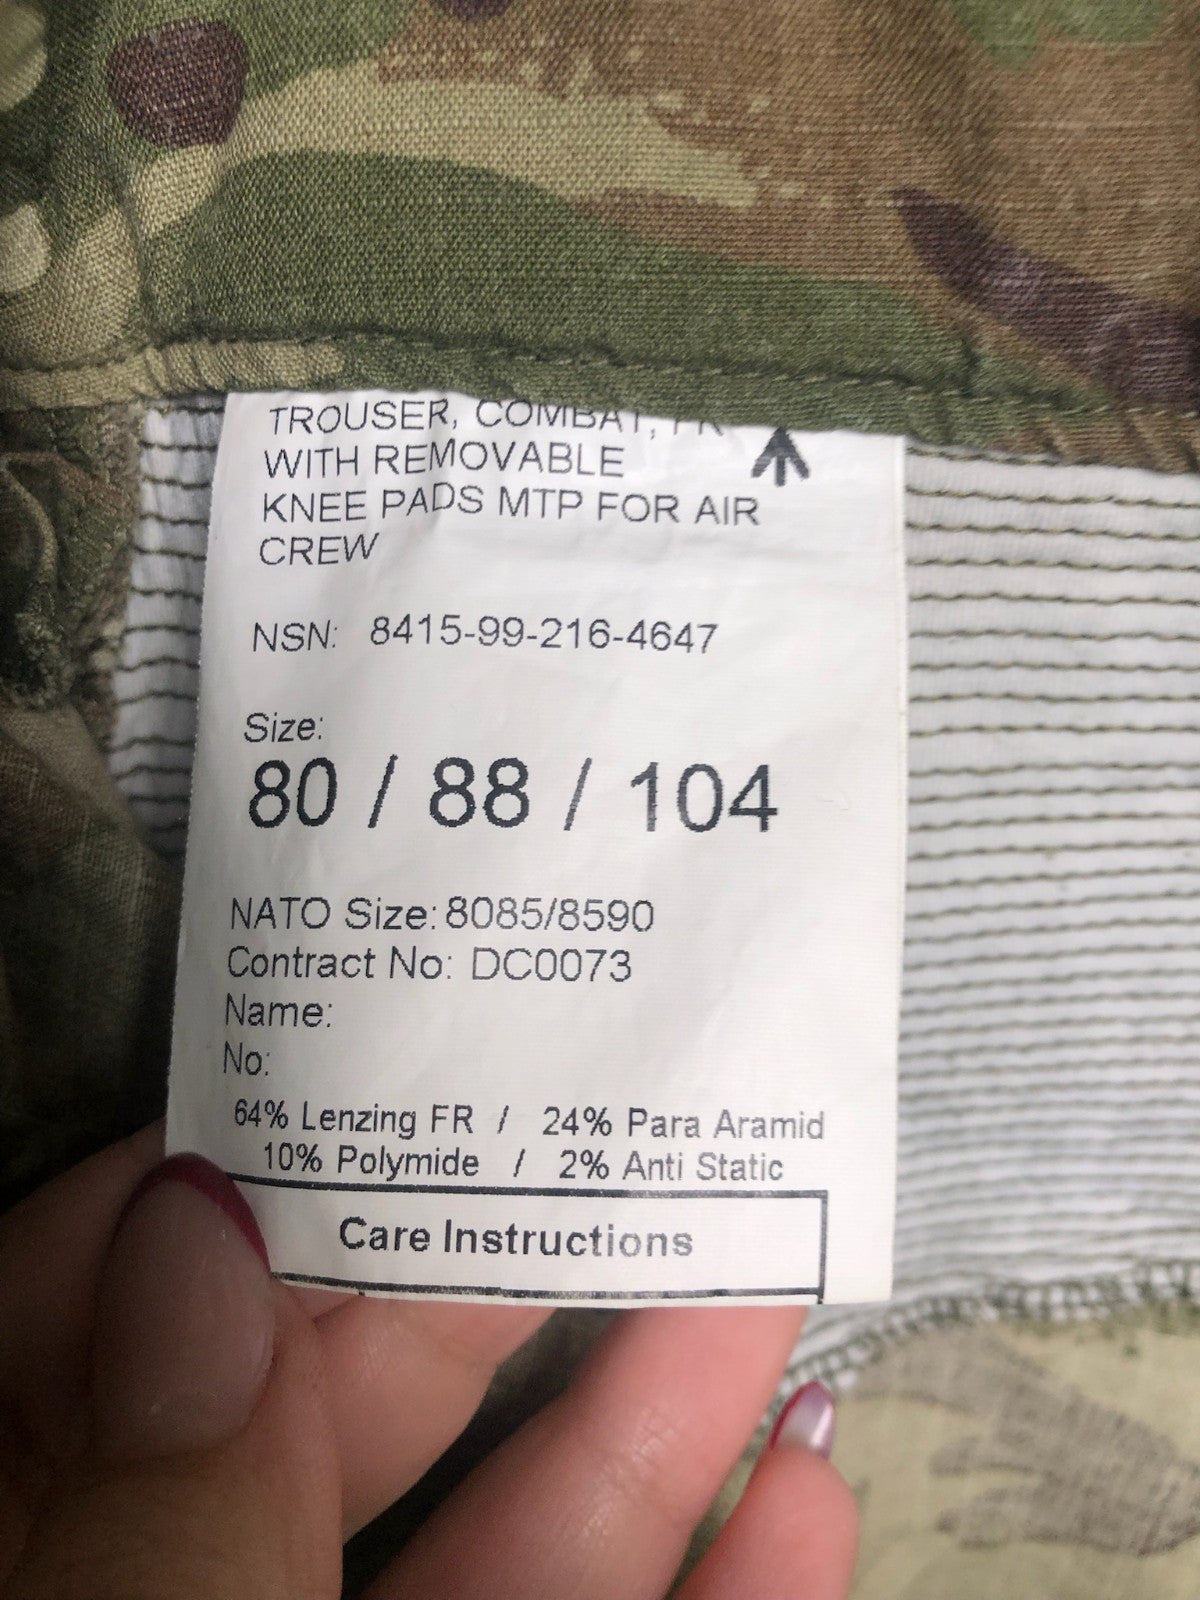 TROUSER, COMBAT, FR
WITH REMOVABLE
KNEE PADS MTP FOR AIR
CREW
NSN: 8415-99-216-4647
Size:
80 / 88 / 104
NATO Size: 8085/8590
Contract No: DC0073
Name:
No:
64% Lenzing FR / 24% Para Aramid
10% Polymide / 2% Anti Static
Care Instructions